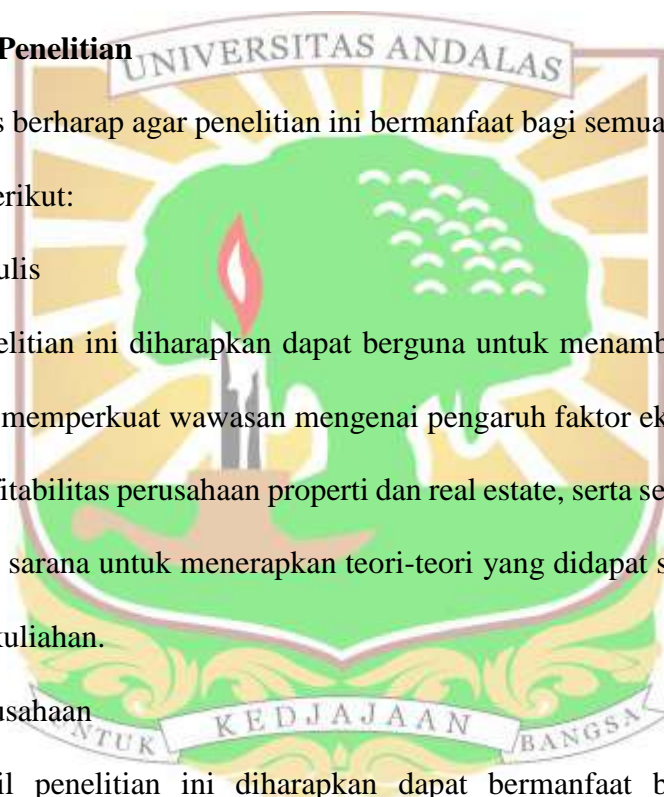 Penelitian
UNIVERSITAS ANDALAS
berharap agar penelitian ini bermanfaat bagi semua
erikut:
ulis
elitian ini diharapkan dapat berguna untuk menamb
memperkuat wawasan mengenai pengaruh faktor ek
fitabilitas perusahaan properti dan real estate, serta se
sarana untuk menerapkan teori-teori yang didapat s
kuliahan.
usahaan
UNTUK KEDJAJAAN BANGSA
il penelitian ini diharapkan dapat bermanfaat b